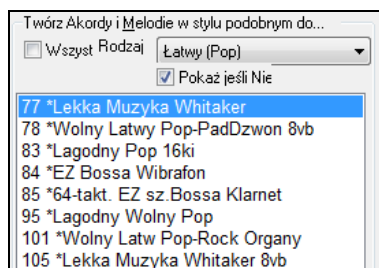 Twórz Akordy i Melodie w stylu podobnym do...
Wszyst Rodzaj Łatwy (Pop)
Pokaż jeśli Nie
77 *Lekka Muzyka Whitaker
78 *Wolny Latwy Pop-PadDzwon 8vb
83 *Lagodny Pop 16ki
84 *EZ Bossa Wibrafon
85 *64-takt. EZ sz.Bossa Klarnet
95 *Lagodny Wolny Pop
101 *Wolny Latw Pop-Rock Organy
105 *Lekka Muzyka Whitaker 8vb